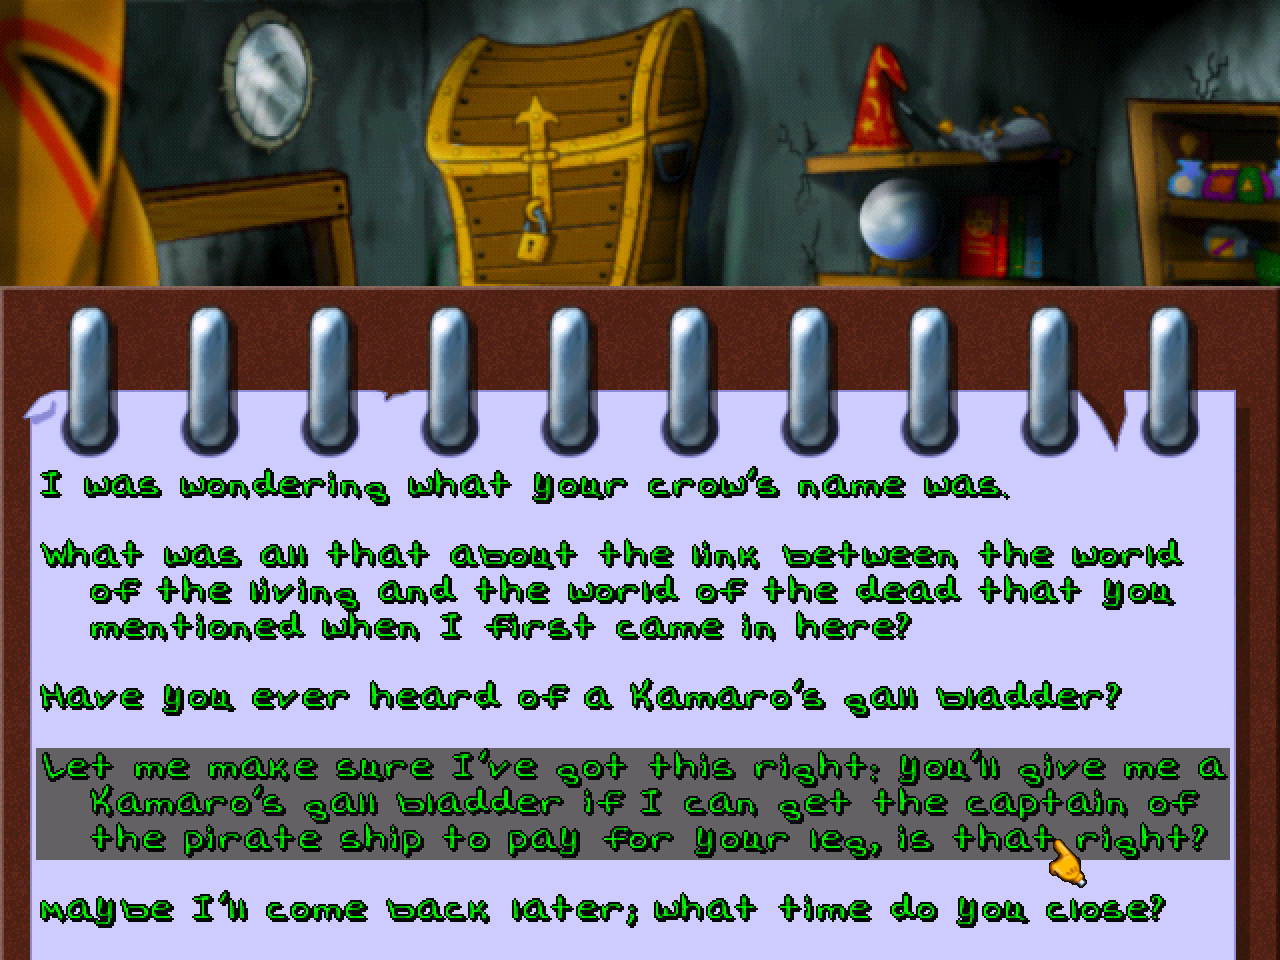 I was wondering what your crow's name was.
What was all that about the link between the world
of the living and the world of the dead that you
mentioned when I first came in here?
Have you ever heard of a Kamaro's gall bladder?
Let me make sure I've got this right: you'll give me a
Kamaro's gall bladder if I can get the captain of
the pirate ship to pay for your leg, is that right?
Maybe I'll come back later; what time do you close?